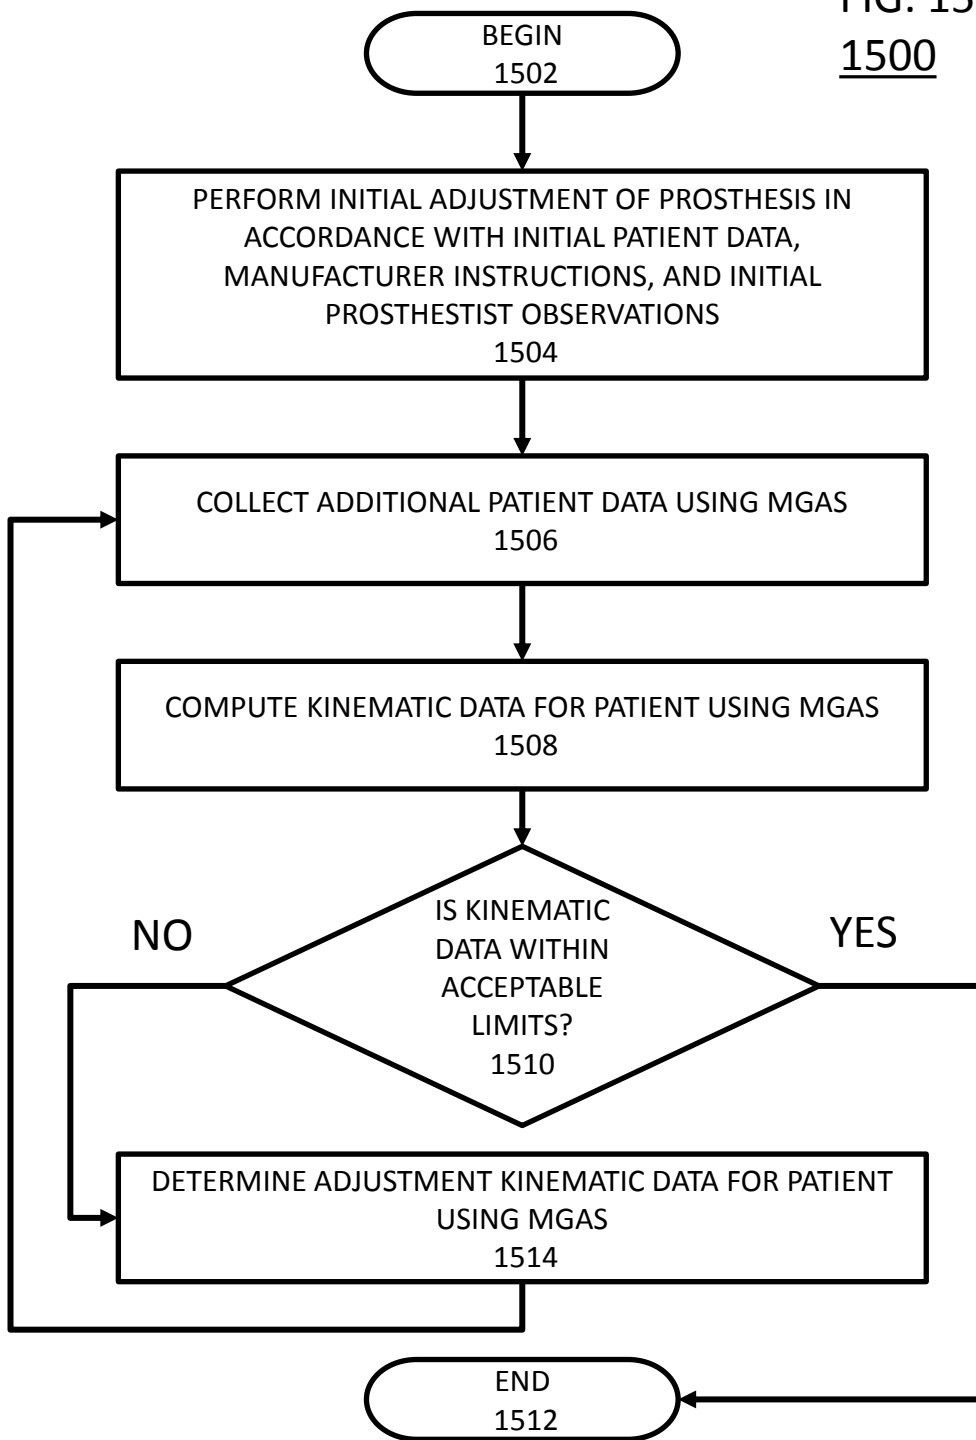 FIG. 15
1500
BEGIN
1502
PERFORM INITIAL ADJUSTMENT OF PROSTHESIS IN
ACCORDANCE WITH INITIAL PATIENT DATA,
MANUFACTURER INSTRUCTIONS, AND INITIAL
PROSTHESTIST OBSERVATIONS
1504
COLLECT ADDITIONAL PATIENT DATA USING MGAS
1506
COMPUTE KINEMATIC DATA FOR PATIENT USING MGAS
1508
IS KINEMATIC
DATA WITHIN
ACCEPTABLE
LIMITS?
1510
NO
YES
DETERMINE ADJUSTMENT KINEMATIC DATA FOR PATIENT
USING MGAS
1514
END
1512